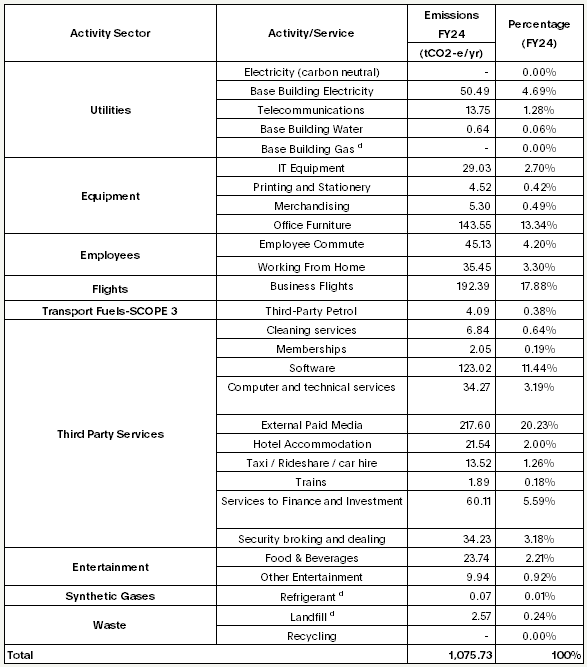 Activity Sector Activity/Service Emissions FY24 (tCO2-e/yr) Percentage (FY24)
Utilities
Electricity (carbon neutral) - 0.00%
Base Building Electricity 50.49 4.69%
Telecommunications 13.75 1.28%
Base Building Water 0.64 0.06%
Base Building Gas d - 0.00%
Equipment
IT Equipment 29.03 2.70%
Printing and Stationery 4.52 0.42%
Merchandising 5.30 0.49%
Office Furniture 143.55 13.34%
Employees
Employee Commute 45.13 4.20%
Working From Home 35.45 3.30%
Flights Business Flights 192.39 17.88%
Transport Fuels-SCOPE 3 Third-Party Petrol 4.09 0.38%
Third Party Services
Cleaning services 6.84 0.64%
Memberships 2.05 0.19%
Software 123.02 11.44%
Computer and technical services 34.27 3.19%
External Paid Media 217.60 20.23%
Hotel Accommodation 21.54 2.00%
Taxi / Rideshare / car hire 13.52 1.26%
Trains 1.89 0.18%
Services to Finance and Investment 60.11 5.59%
Security broking and dealing 34.23 3.18%
Entertainment
Food & Beverages 23.74 2.21%
Other Entertainment 9.94 0.92%
Synthetic Gases Refrigerant d 0.07 0.01%
Waste
Landfill d 2.57 0.24%
Recycling - 0.00%
Total 1,075.73 100%